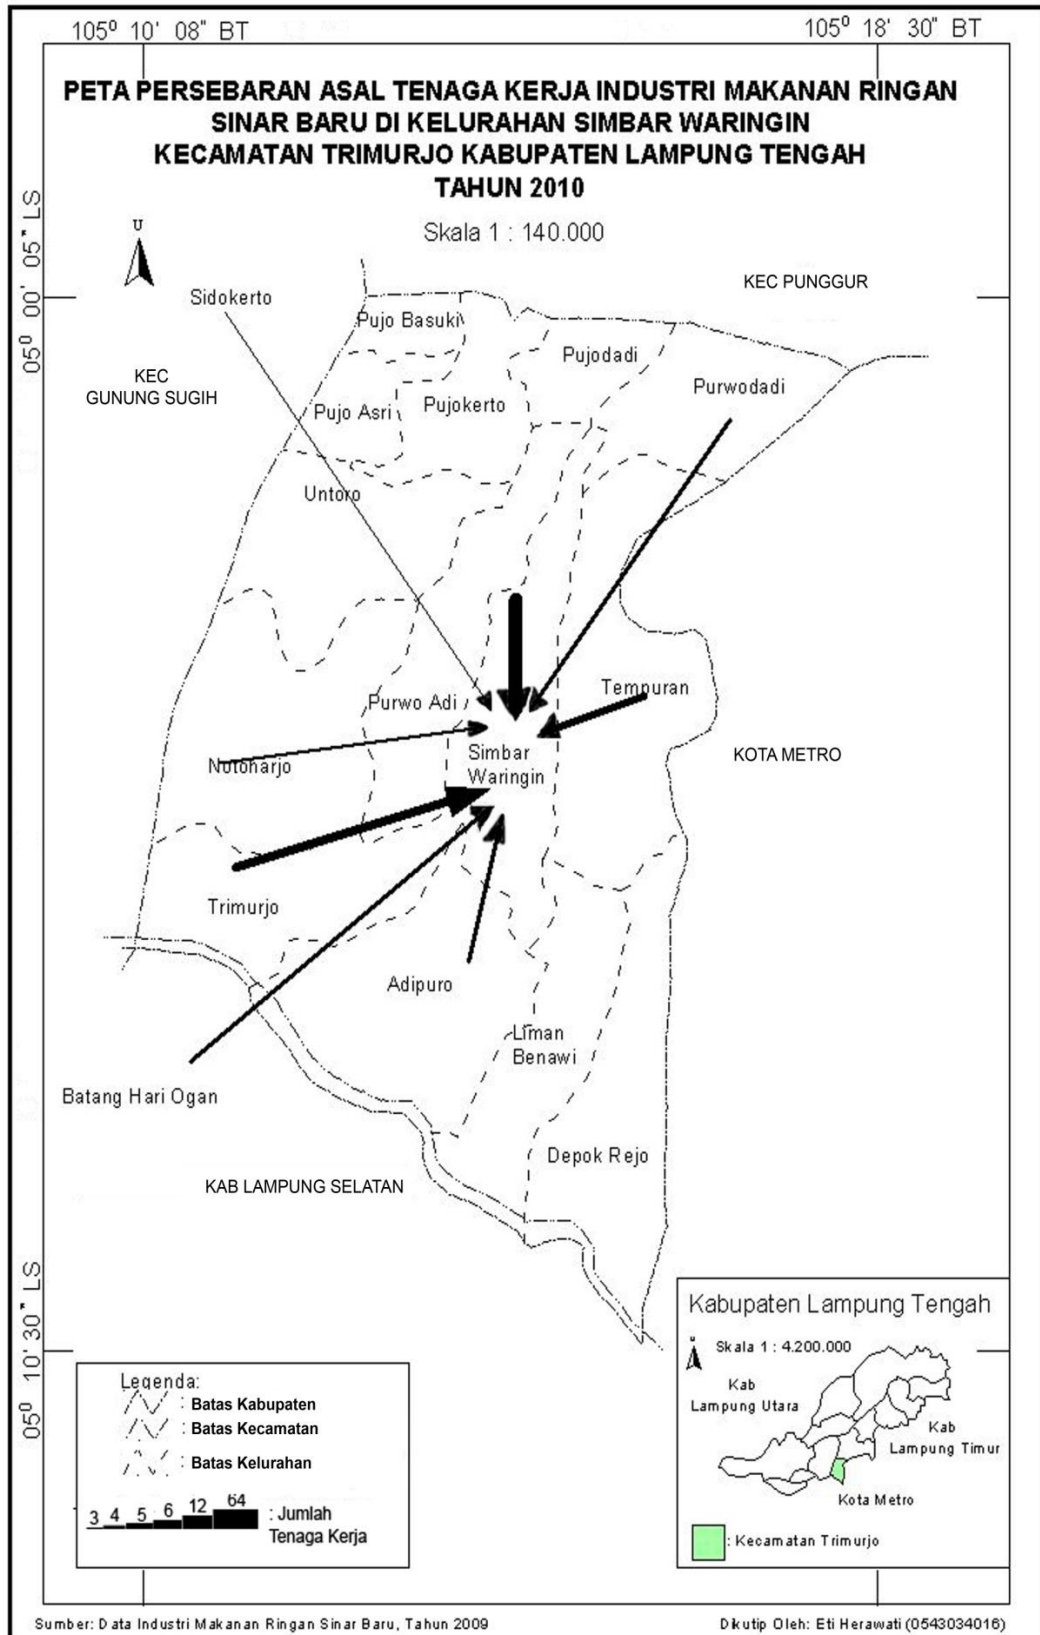 105⁰ 10' 08" BT
105⁰ 18' 30" BT
PETA PERSEBARAN ASAL TENAGA KERJA INDUSTRI MAKANAN RINGAN
SINAR BARU DI KELURAHAN SIMBAR WARINGIN
KECAMATAN TRIMURJO KABUPATEN LAMPUNG TENGAH
TAHUN 2010
Skala 1 : 140.000
U
05⁰ 00' 05" LS
KEC PUNGGUR
Sidokerto
Pujo Basuki
Pujodadi
KEC
GUNUNG SUGIH
Purwodadi
Pujo Asri
Pujokerto
Untoro
Tempuran
Purwo Adi
Simbar
Waringin
KOTA METRO
Notoharjo
Trimurjo
Adipuro
Liman
Benawi
Batang Hari Ogan
Depok Rejo
KAB LAMPUNG SELATAN
05⁰ 10' 30" LS
Legenda:
: Batas Kabupaten
: Batas Kecamatan
: Batas Kelurahan
3 4 5 6 12 64
: Jumlah
Tenaga Kerja
Kabupaten Lampung Tengah
U
Skala 1 : 4.200.000
Kab
Lampung Utara
Kab
Lampung Timur
Kota Metro
: Kecamatan Trimurjo
Sumber: Data Industri Makanan Ringan Sinar Baru, Tahun 2009
Dikutip Oleh: Eti Herawati (0543034016)